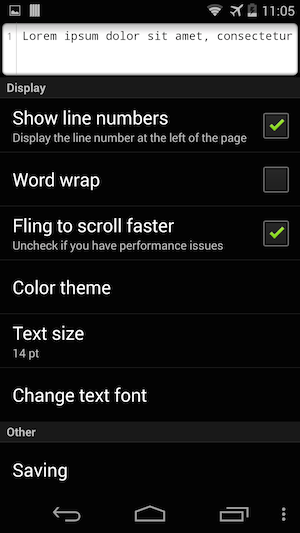 11:05
1 Lorem ipsum dolor sit amet, consectetur
Display
Show line numbers
Display the line number at the left of the page
Word wrap
Fling to scroll faster
Uncheck if you have performance issues
Color theme
Text size
14 pt
Change text font
Other
Saving